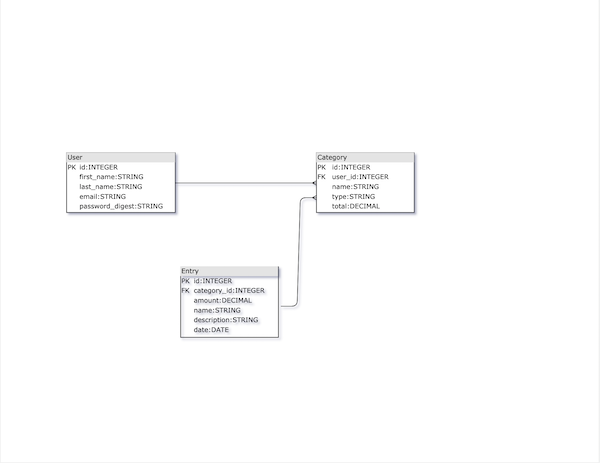 User
PK id:INTEGER
first_name:STRING
last_name:STRING
email:STRING
password_digest:STRING
Category
PK id:INTEGER
FK user_id:INTEGER
name:STRING
type:STRING
total:DECIMAL
Entry
PK id:INTEGER
FK category_id:INTEGER
amount:DECIMAL
name:STRING
description:STRING
date:DATE